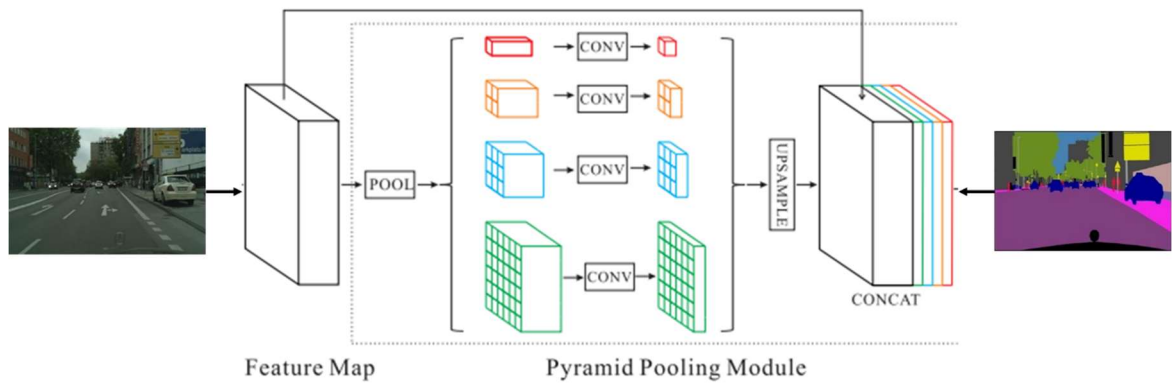 CONV
CONV
POOL
CONV
UPSAMPLE
CONV
CONCAT
Feature Map
Pyramid Pooling Module